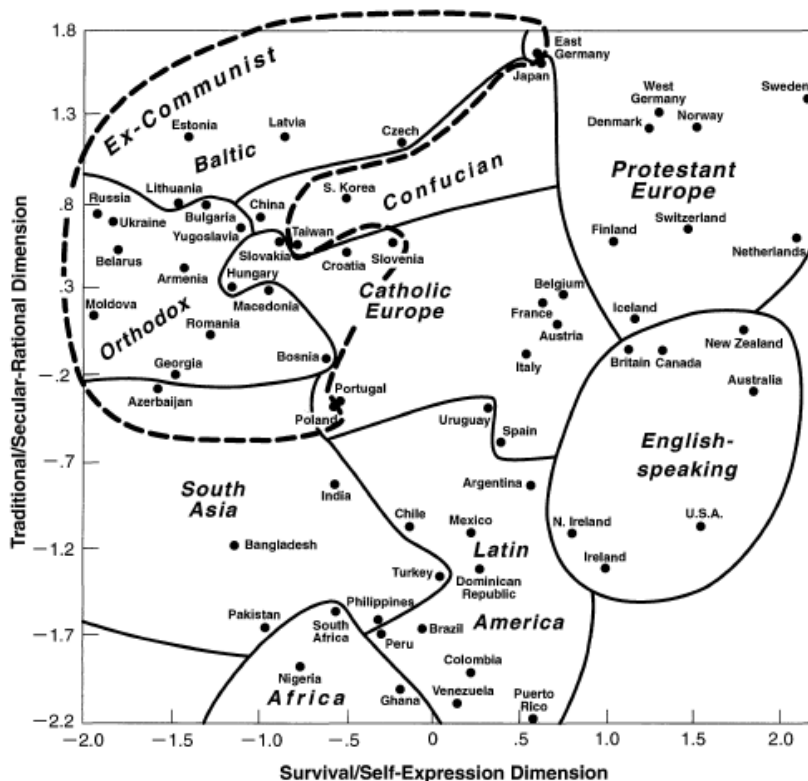 1.8
East
Germany
Japan
Ex-Communist
West
Germany
Sweden
1.3
Estonia
Latvia
Czech
Denmark
Norway
Baltic
Protestant
Europe
Confucian
Lithuania
S. Korea
Russia
.8
Bulgaria
China
Ukraine
Yugoslavia
Taiwan
Switzerland
Finland
Netherlands
Belarus
Slovakia
Croatia
Slovenia
Armenia
Hungary
.3
Macedonia
Catholic
Europe
Belgium
France
Austria
Moldova
Iceland
Orthodox
Romania
New Zealand
Bosnia
Italy
Britain
Canada
Georgia
−.2
Azerbaijan
Portugal
Australia
Poland
Uruguay
Spain
English-
speaking
−.7
South
Asia
India
Argentina
Chile
Mexico
N. Ireland
U.S.A.
−1.2
Bangladesh
Latin
Ireland
Turkey
Dominican
Republic
Philippines
America
Pakistan
South
Africa
Brazil
−1.7
Peru
Colombia
Nigeria
Africa
Ghana
Venezuela
Puerto
Rico
−2.2
−2.0
−1.5
−1.0
−0.5
0
.5
1.0
1.5
2.0
Survival/Self-Expression Dimension
Traditional/Secular-Rational Dimension